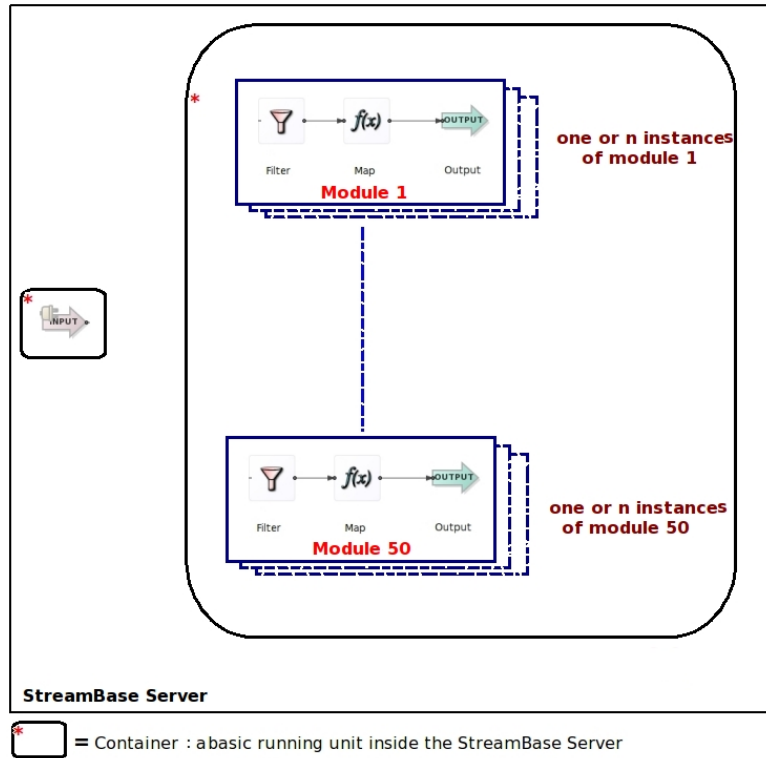 *
OUTPUT
one or n instances
of module 1
Filter
Map
Output
Module 1
*
INPUT
OUTPUT
one or n instances
of module 50
Filter
Map
Output
Module 50
StreamBase Server
*
= Container : abasic running unit inside the StreamBase Server
f(x)
f(x)